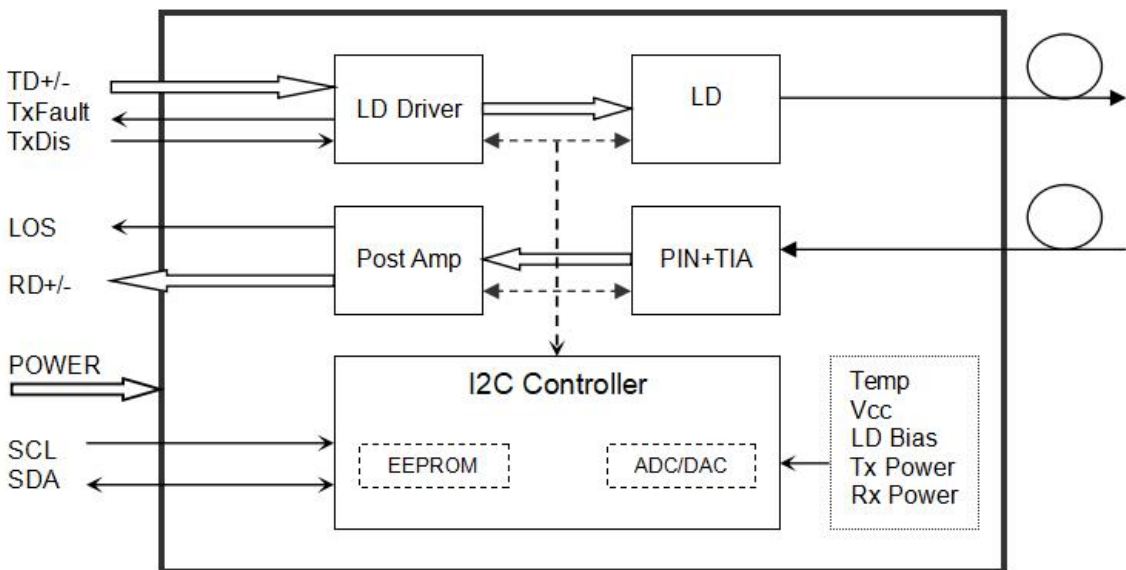 TD+/-
TxFault
TxDis
LD Driver
LD
LOS
RD+/-
Post Amp
PIN+TIA
POWER
SCL
SDA
I2C Controller
EEPROM
ADC/DAC
Temp
Vcc
LD Bias
Tx Power
Rx Power